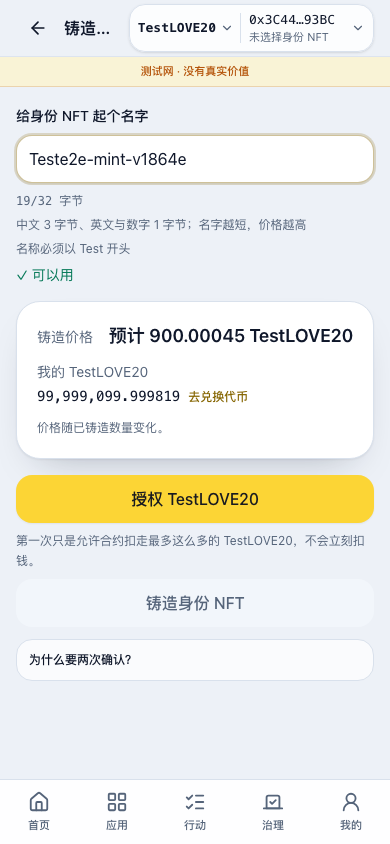 铸造...
TestLOVE20
0x3C44…93BC
未选择身份 NFT
测试网 · 没有真实价值
给身份 NFT 起个名字
Teste2e-mint-v1864e
19/32 字节
中文 3 字节、英文与数字 1 字节；名字越短，价格越高
名称必须以 Test 开头
✓ 可以用
铸造价格 预计 900.00045 TestLOVE20
我的 TestLOVE20
99,999,099.999819 去兑换代币
价格随已铸造数量变化。
授权 TestLOVE20
第一次只是允许合约扣走最多这么多的 TestLOVE20，不会立刻扣
钱。
铸造身份 NFT
为什么要两次确认?
首页 应用 行动 治理 我的